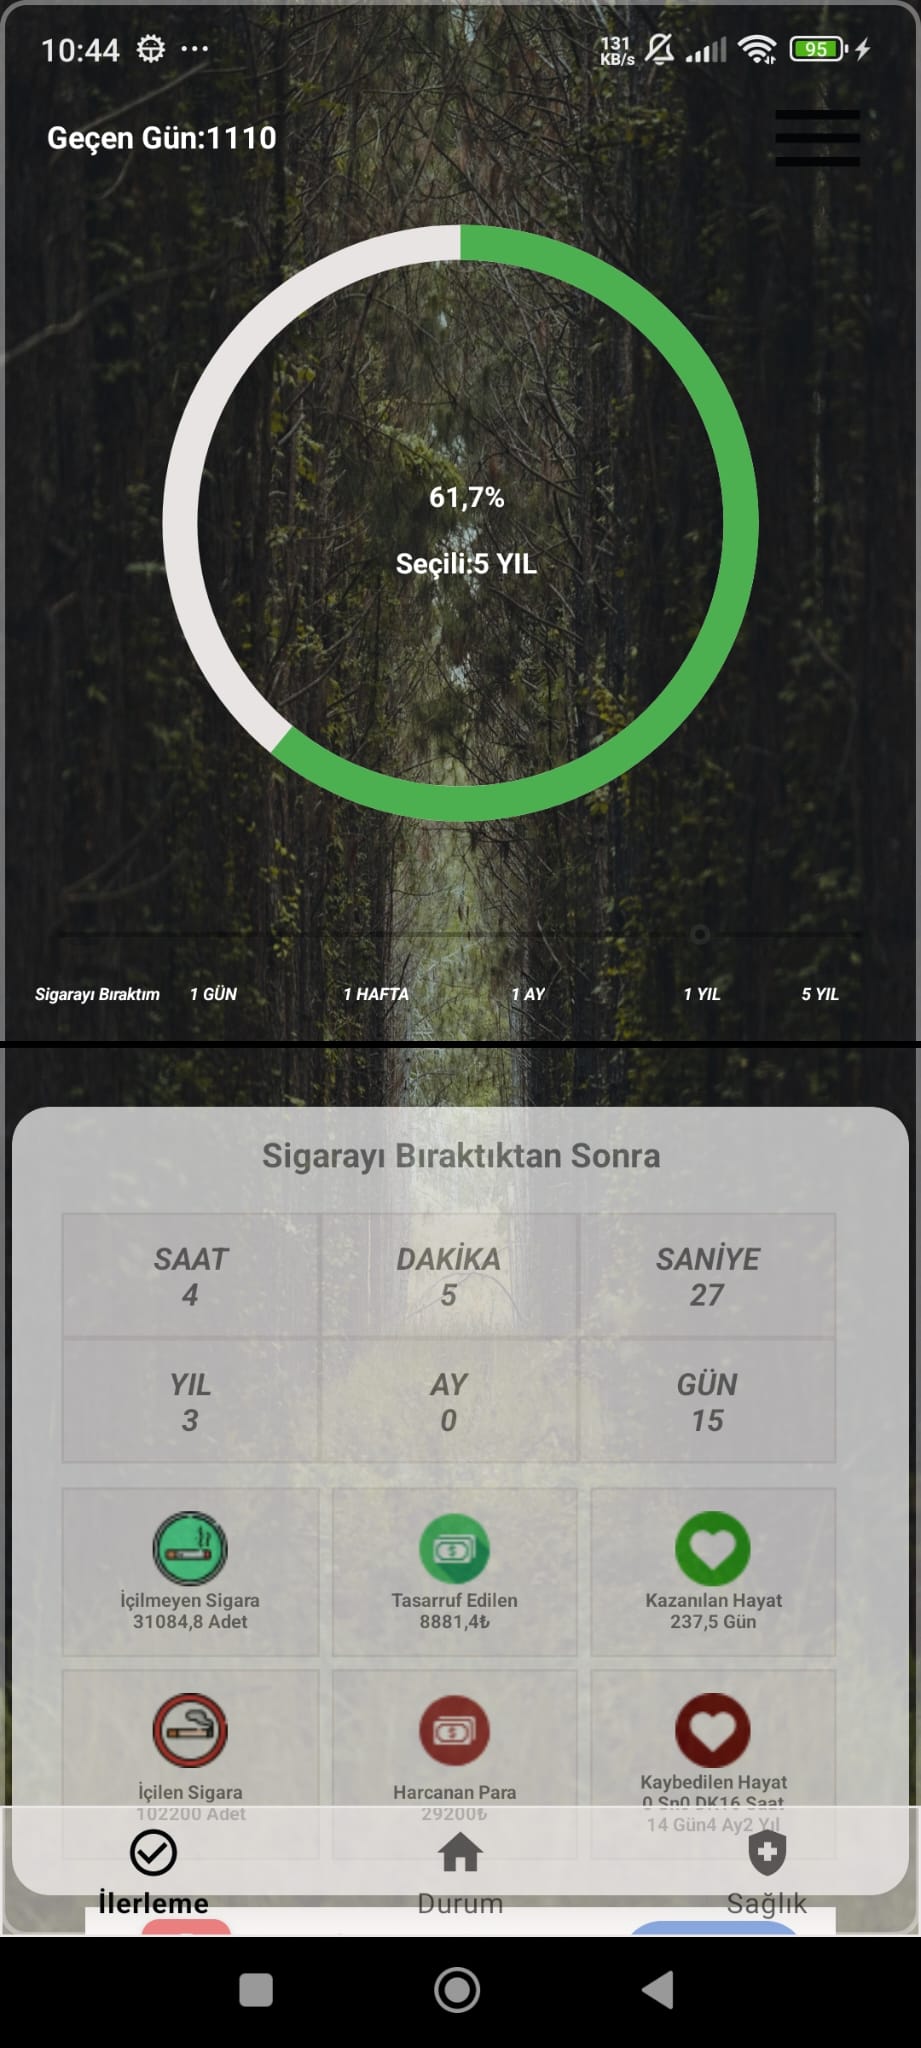 10:44
131
KB/s
95
Geçen Gün:1110
61,7%
Seçili:5 YIL
Sigarayı Bıraktım 1 GÜN 1 HAFTA 1 AY 1 YIL 5 YIL
Sigarayı Bıraktıktan Sonra
SAAT DAKİKA SANİYE
4 5 27
YIL AY GÜN
3 0 15
İçilmeyen Sigara Tasarruf Edilen Kazanılan Hayat
31084,8 Adet 8881,4₺ 237,5 Gün
İçilen Sigara Harcanan Para Kaybedilen Hayat
102200 Adet 29200₺ 0 Sn0 DK16 Saat
14 Gün4 Ay2 Yıl
İlerleme Durum Sağlık